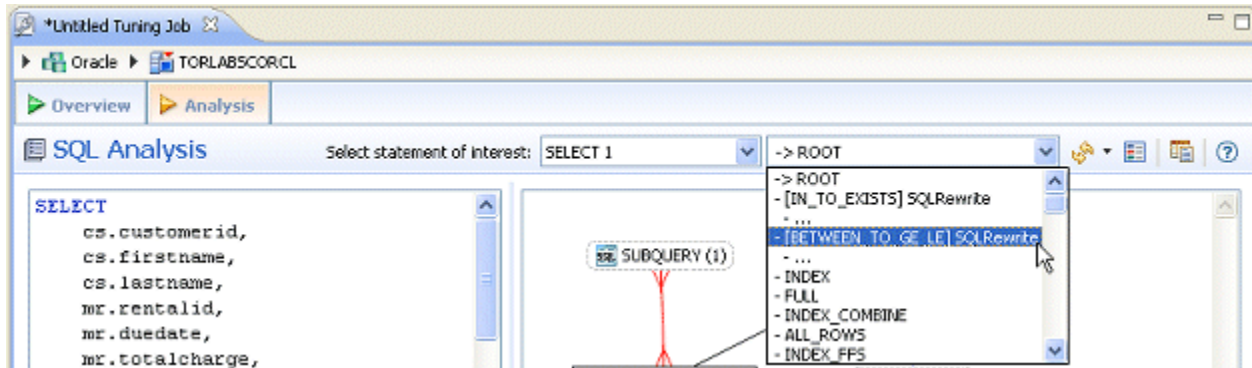 *Untitled Tuning Job
Oracle TORLABSCORCL
Overview Analysis
SQL Analysis Select statement of interest: SELECT 1 -> ROOT
-> ROOT
- [IN_TO_EXISTS] SQLRewrite
- ...
- [BETWEEN_TO_GE_LE] SQLRewrite
- ...
- INDEX
- FULL
- INDEX_COMBINE
- ALL_ROWS
- INDEX_FFS
SELECT
cs.customerid,
cs.firstname,
cs.lastname,
mr.rentalid,
mr.duedate,
mr.totalcharge,
SUBQUERY (1)